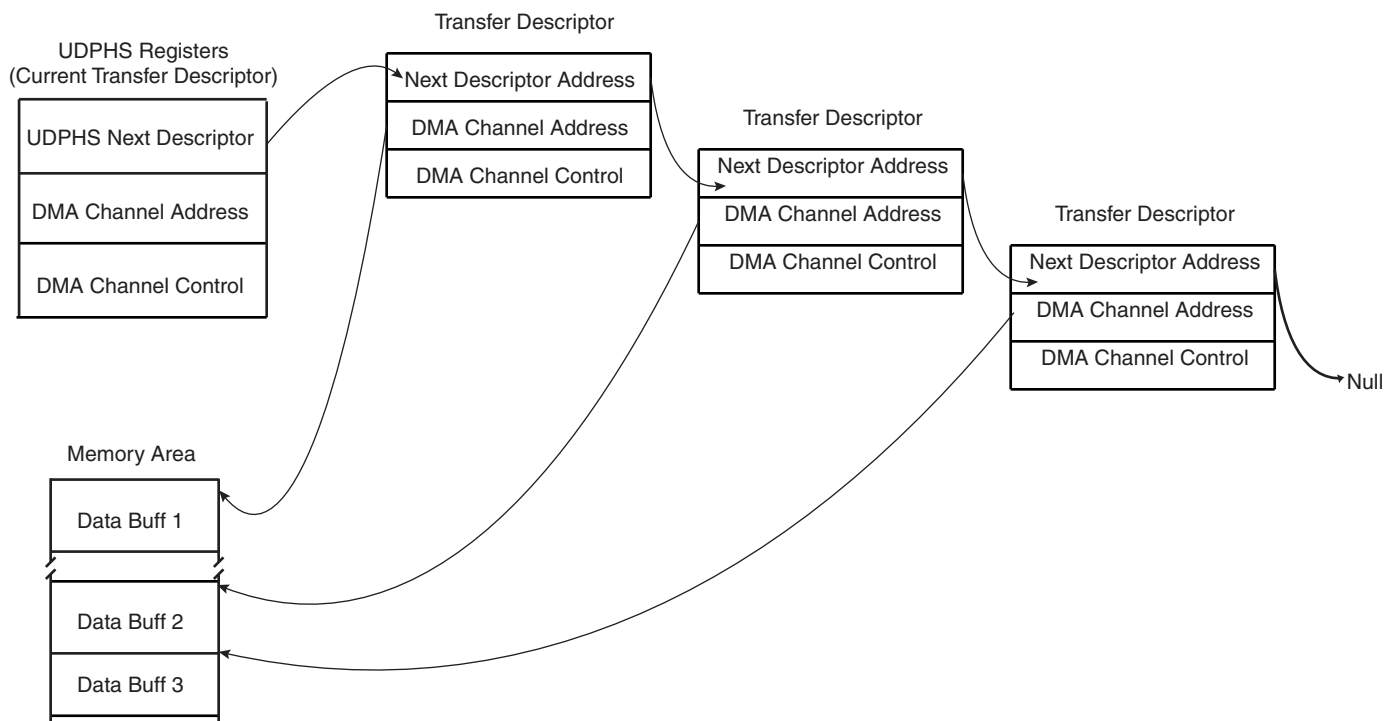 UDPHS Registers
(Current Transfer Descriptor)
UDPHS Next Descriptor
DMA Channel Address
DMA Channel Control
Transfer Descriptor
Next Descriptor Address
DMA Channel Address
DMA Channel Control
Transfer Descriptor
Next Descriptor Address
DMA Channel Address
DMA Channel Control
Transfer Descriptor
Next Descriptor Address
DMA Channel Address
DMA Channel Control
Null
Memory Area
Data Buff 1
Data Buff 2
Data Buff 3